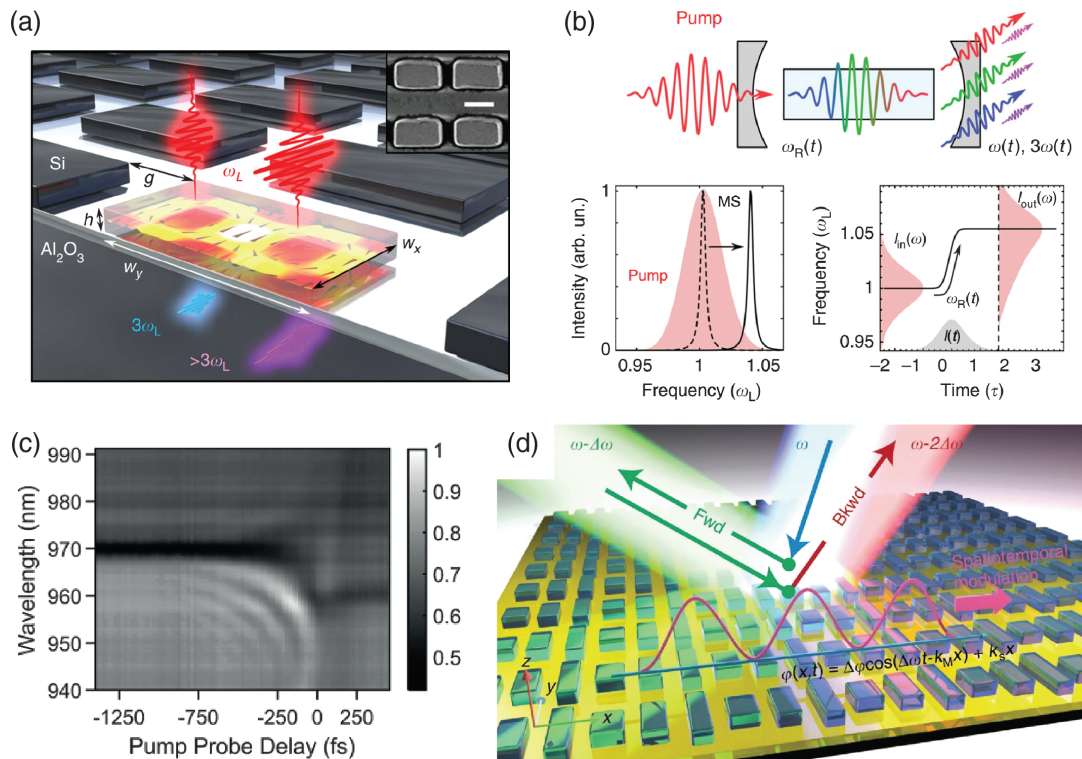 (a)
Si
g
ω_L
h
Al₂O₃
w_y
w_x
3ω_L
>3ω_L
(b)
Pump
ω_R(t)
ω(t), 3ω(t)
Intensity (arb. un.)
1
0
MS
Pump
0.95
1
1.05
Frequency (ω_L)
Frequency (ω_L)
1.05
1
0.95
I_in(ω)
I_out(ω)
ω_R(t)
I(t)
−2
−1
0
1
2
3
4
Time (τ)
(c)
Wavelength (nm)
990
980
970
960
950
940
-1250
-750
-250
0
250
Pump Probe Delay (fs)
1
0.9
0.8
0.7
0.6
0.5
(d)
ω-Δω
ω
ω-2Δω
Fwd
Bkwd
Spatiotemporal
modulation
φ(x,t) = Δφcos(Δωt-k_Mx) + k_sx
z
y
x